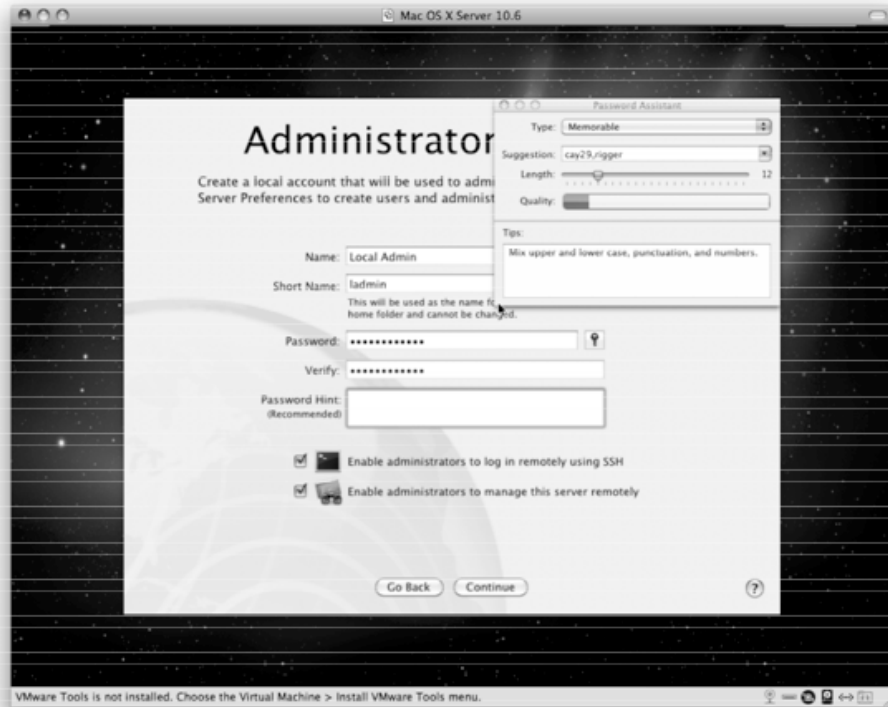 Mac OS X Server 10.6
Administrator
Create a local account that will be used to admi
Server Preferences to create users and administ
Password Assistant
Type: Memorable
Suggestion: cay29,rigger
Length: 12
Quality:
Tips:
Mix upper and lower case, punctuation, and numbers.
Name: Local Admin
Short Name: ladmin
This will be used as the name fo
home folder and cannot be changed.
Password: ••••••••••••
Verify: ••••••••••••
Password Hint:
(Recommended)
Enable administrators to log in remotely using SSH
Enable administrators to manage this server remotely
Go Back Continue ?
VMware Tools is not installed. Choose the Virtual Machine > Install VMware Tools menu.